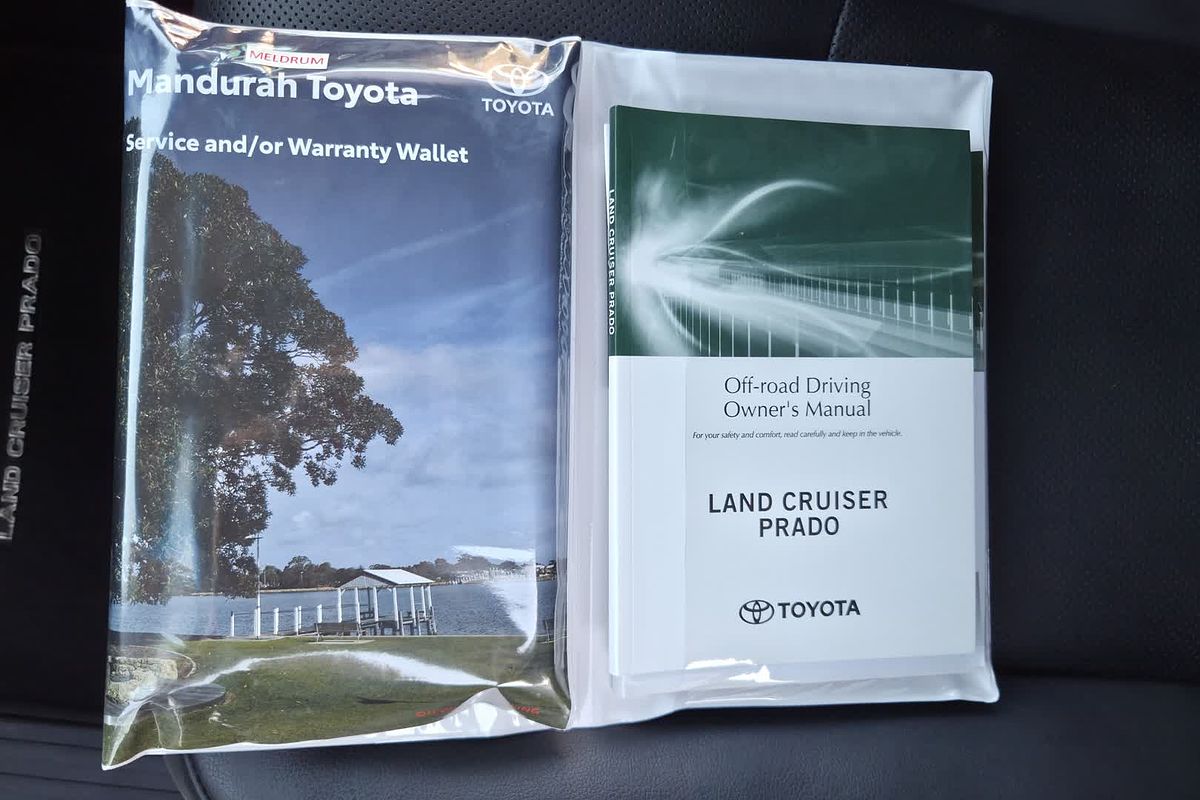 MELDRUM
Mandurah Toyota
TOYOTA
Service and/or Warranty Wallet
LAND CRUISER PRADO
LAND CRUISER PRADO
Off-road Driving
Owner's Manual
For your safety and comfort, read carefully and keep in the vehicle.
LAND CRUISER
PRADO
TOYOTA